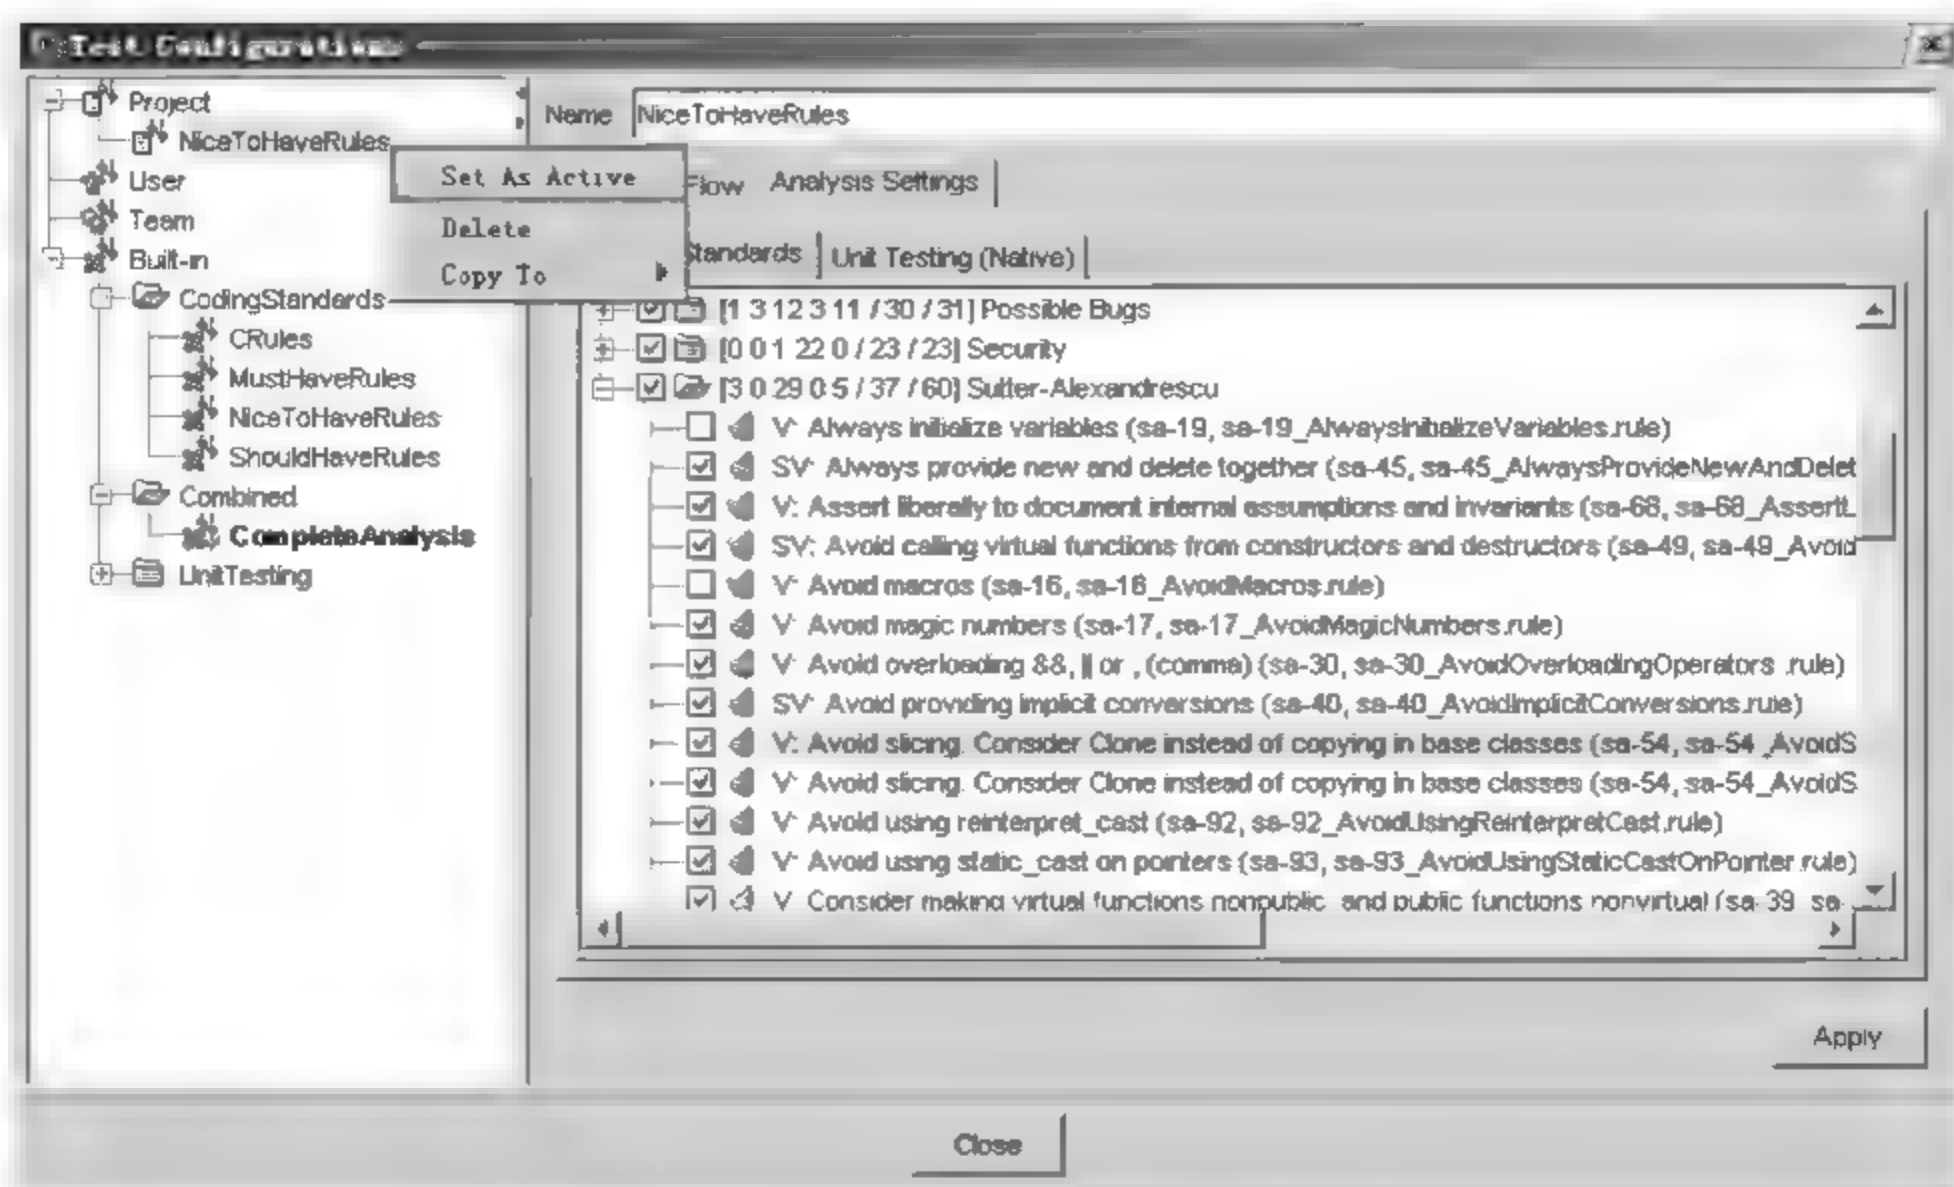 Test Configurations
Project
NiceToHaveRules
User
Team
Built-in
CodingStandards
CRules
MustHaveRules
NiceToHaveRules
ShouldHaveRules
Combined
CompleteAnalysis
UnitTesting
Set As Active
Delete
Copy To
Name NiceToHaveRules
Flow Analysis Settings
Standards Unit Testing (Native)
[1 3 12 3 11 / 30 / 31] Possible Bugs
[0 0 1 22 0 / 23 / 23] Security
[3 0 29 0 5 / 37 / 60] Sutter-Alexandrescu
V: Always initialize variables (sa-19, sa-19_AlwaysInitializeVariables.rule)
SV: Always provide new and delete together (sa-45, sa-45_AlwaysProvideNewAndDelet
V: Assert liberally to document internal assumptions and invariants (sa-68, sa-68_AssertL
SV: Avoid calling virtual functions from constructors and destructors (sa-49, sa-49_Avoid
V: Avoid macros (sa-16, sa-16_AvoidMacros.rule)
V: Avoid magic numbers (sa-17, sa-17_AvoidMagicNumbers.rule)
V: Avoid overloading &&, || or , (comma) (sa-30, sa-30_AvoidOverloadingOperators .rule)
SV: Avoid providing implicit conversions (sa-40, sa-40_AvoidImplicitConversions.rule)
V: Avoid slicing. Consider Clone instead of copying in base classes (sa-54, sa-54_AvoidS
V: Avoid slicing. Consider Clone instead of copying in base classes (sa-54, sa-54_AvoidS
V: Avoid using reinterpret_cast (sa-92, sa-92_AvoidUsingReinterpretCast.rule)
V: Avoid using static_cast on pointers (sa-93, sa-93_AvoidUsingStaticCastOnPointer.rule)
V: Consider making virtual functions nonpublic, and public functions nonvirtual (sa-39, sa-
Apply
Close